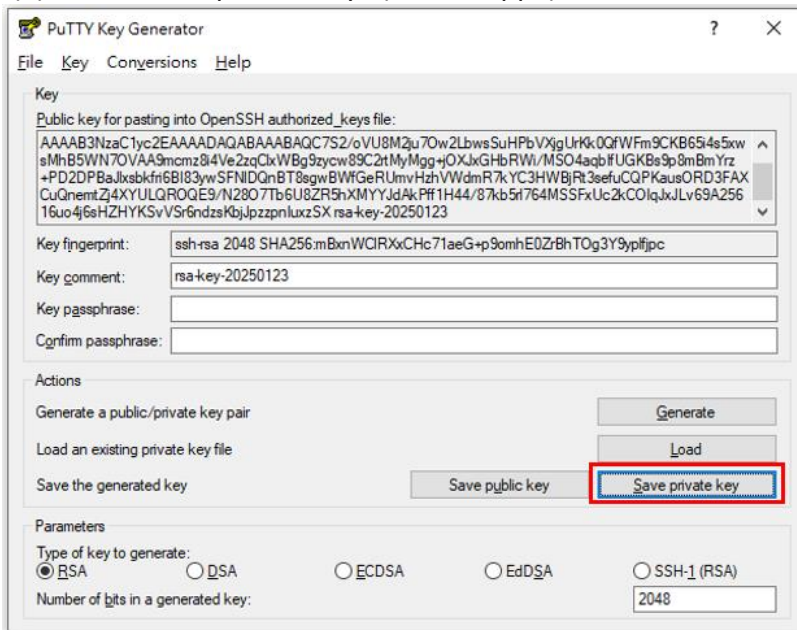 PuTTY Key Generator ? ×
File Key Conversions Help
Key
Public key for pasting into OpenSSH authorized_keys file:
AAAAB3NzaC1yc2EAAAADAQABAAABAQC7S2/oVU8M2ju7Ow2LbwsSuHPbVXjgUrKk0QfWFm9CKB65i4s5xw
sMhB5WN7OVAA9mcmz8i4Ve2zqClxWBg9zycw89C2rtMyMgg+jOXJxGHbRWi/MSO4aqbIfUGKBs9p8mBmYrz
+PD2DPBaJlxsbkfri6BI83ywSFNIDQnBT8sgwBWfGeRUmvHzhVWdmR7kYC3HWBjRt3sefuCQPKausORD3FAX
CuQnemtZj4XYULQROQE9/N28O7Tb6U8ZR5hXMYYJdAkPff1H44/87kb5rl764MSSFxUc2kCOIqJxJLv69A256
16uo4j6sHZHYKSvVSr6ndzsKbjJpzzpnIuxzSX rsa-key-20250123
Key fingerprint: ssh-rsa 2048 SHA256:mBxnWClRXxCHc71aeG+p9omhE0ZrBhTOg3Y9yplfjpc
Key comment: rsa-key-20250123
Key passphrase:
Confirm passphrase:
Actions
Generate a public/private key pair Generate
Load an existing private key file Load
Save the generated key Save public key Save private key
Parameters
Type of key to generate:
RSA DSA ECDSA EdDSA SSH-1 (RSA)
Number of bits in a generated key: 2048